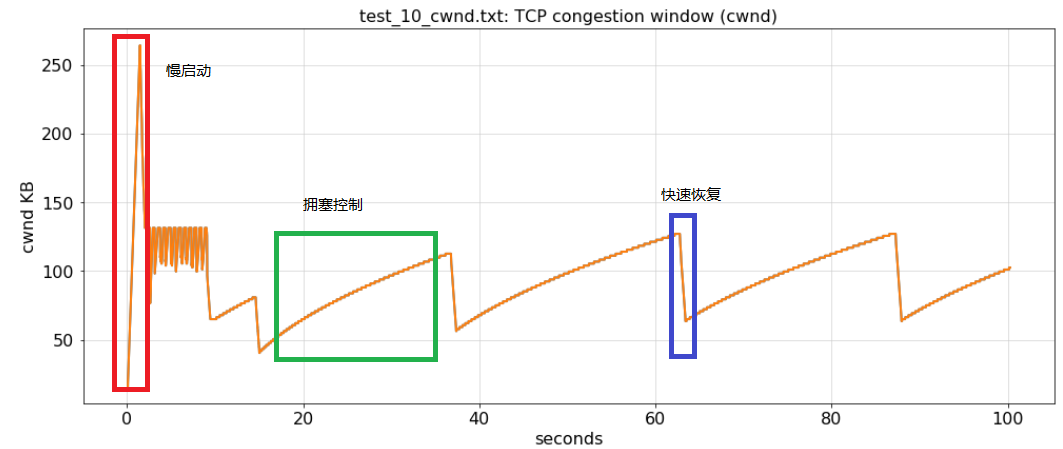 test_10_cwnd.txt: TCP congestion window (cwnd)
250
慢启动
200
150
快速恢复
拥塞控制
cwnd KB
100
50
0
20
40
60
80
100
seconds